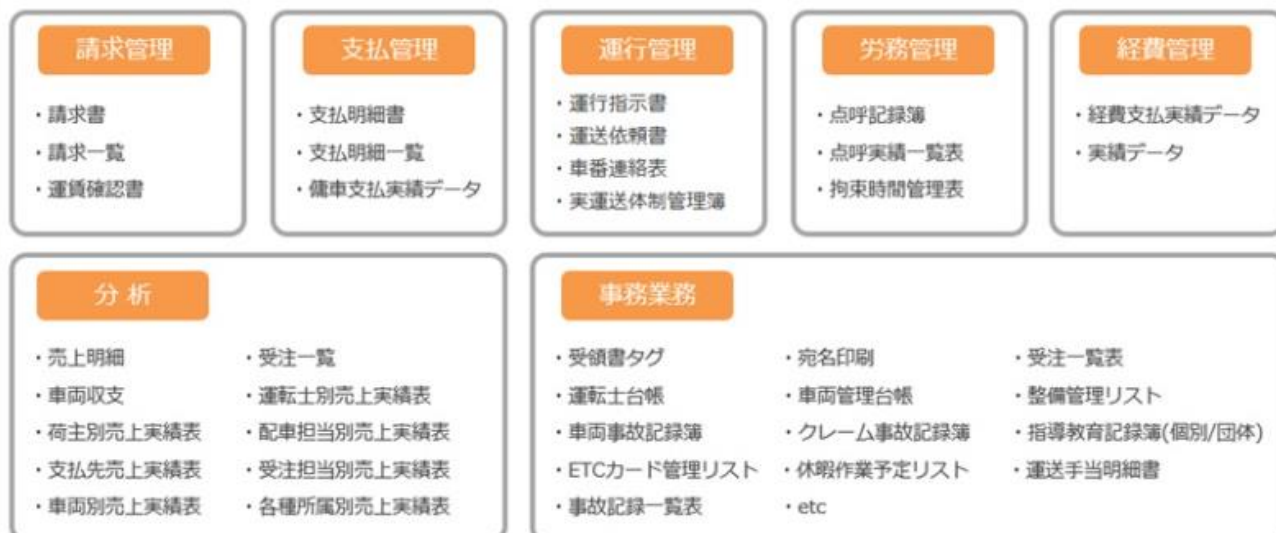 請求管理
・請求書
・請求一覧
・運賃確認書
支払管理
・支払明細書
・支払明細一覧
・傭車支払実績データ
運行管理
・運行指示書
・運送依頼書
・車番連絡表
・実運送体制管理簿
労務管理
・点呼記録簿
・点呼実績一覧表
・拘束時間管理表
経費管理
・経費支払実績データ
・実績データ
分 析
・売上明細
・車両収支
・荷主別売上実績表
・支払先売上実績表
・車両別売上実績表
・受注一覧
・運転士別売上実績表
・配車担当別売上実績表
・受注担当別売上実績表
・各種所属別売上実績表
事務業務
・受領書タグ
・運転士台帳
・車両事故記録簿
・ETCカード管理リスト
・事故記録一覧表
・宛名印刷
・車両管理台帳
・クレーム事故記録簿
・休暇作業予定リスト
・etc
・受注一覧表
・整備管理リスト
・指導教育記録簿(個別/団体)
・運送手当明細書